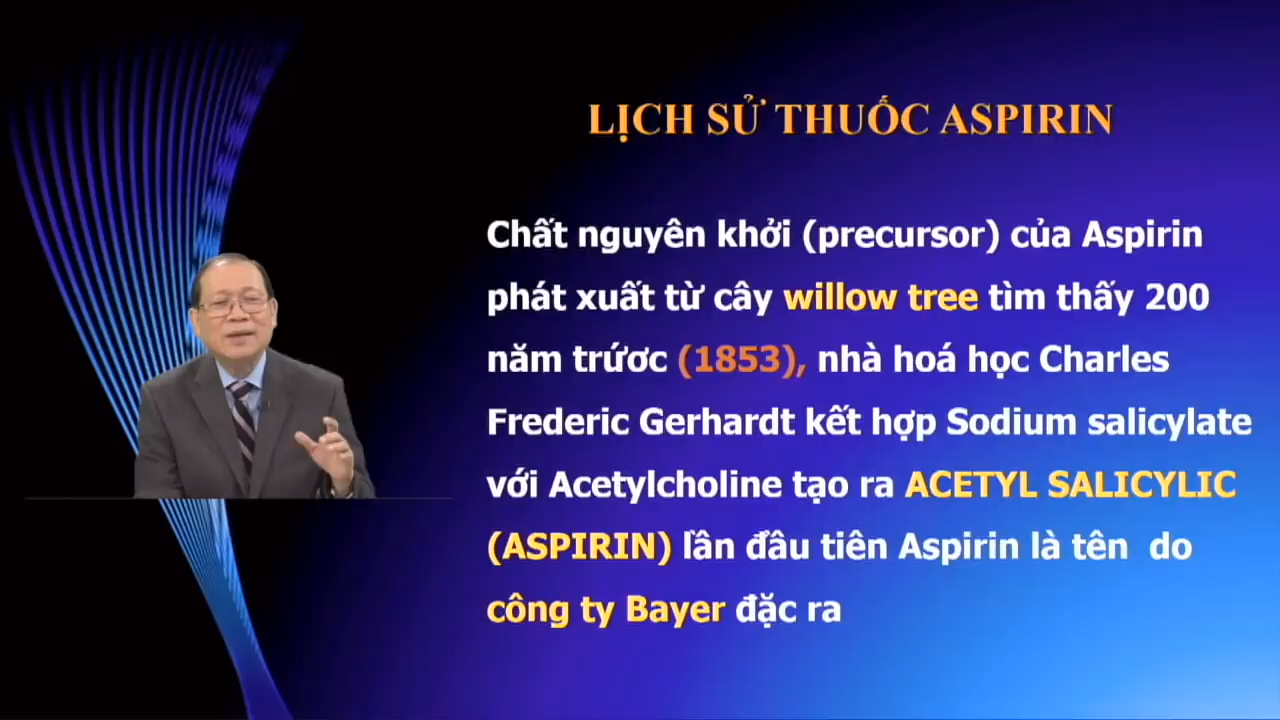 LỊCH SỬ THUỐC ASPIRIN
Chất nguyên khởi (precursor) của Aspirin
phát xuất từ cây willow tree tìm thấy 200
năm trứơc (1853), nhà hoá học Charles
Frederic Gerhardt kết hợp Sodium salicylate
với Acetylcholine tạo ra ACETYL SALICYLIC
(ASPIRIN) lần đầu tiên Aspirin là tên  do
công ty Bayer đặc ra